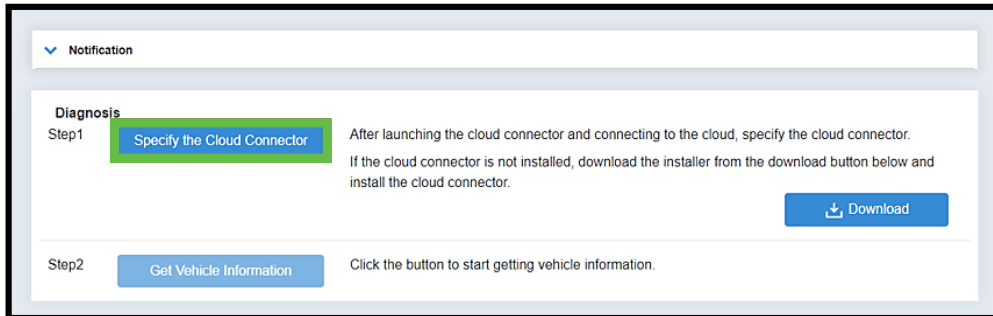 Notification
Diagnosis
Step1
Specify the Cloud Connector
After launching the cloud connector and connecting to the cloud, specify the cloud connector.
If the cloud connector is not installed, download the installer from the download button below and
install the cloud connector.
Download
Step2
Get Vehicle Information
Click the button to start getting vehicle information.